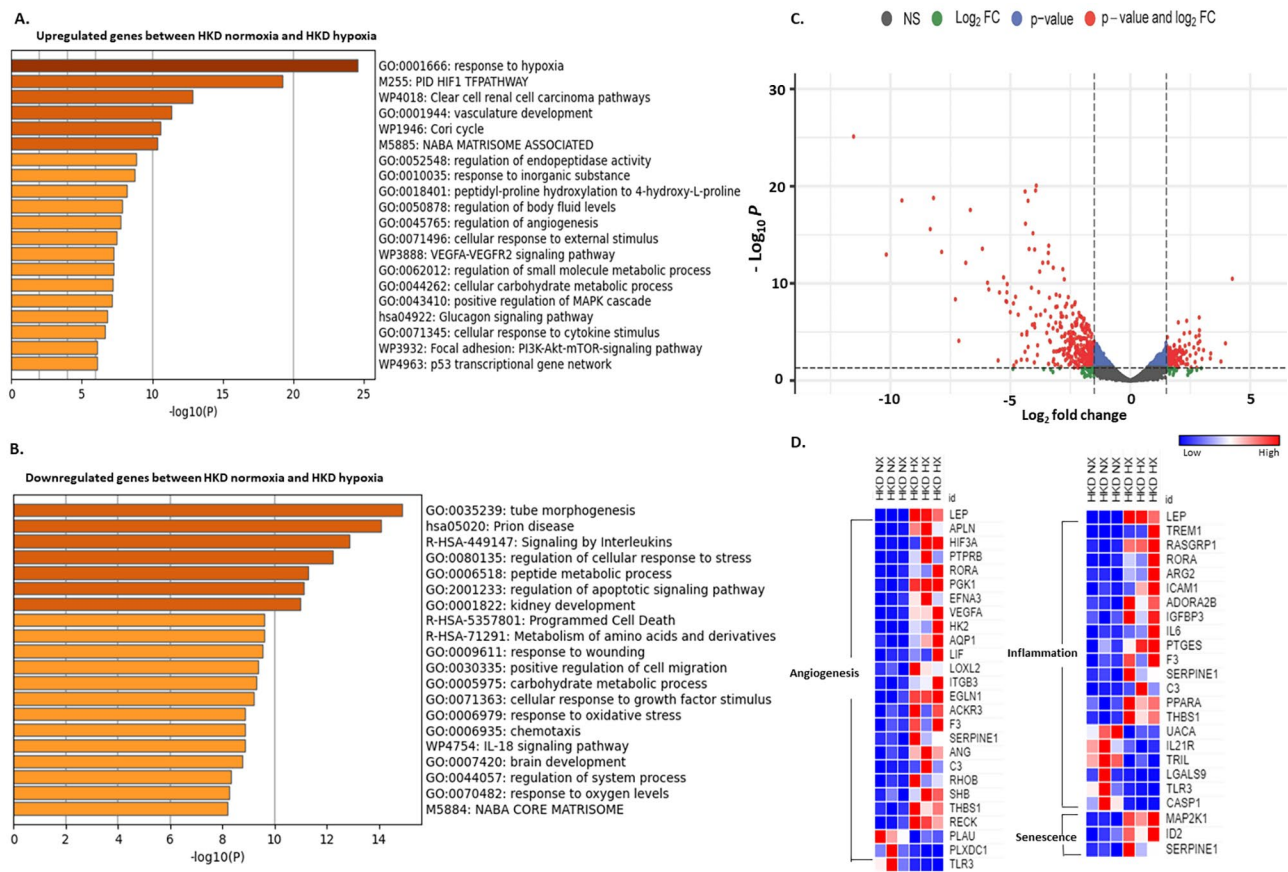 A.
Upregulated genes between HKD normoxia and HKD hypoxia
GO:0001666: response to hypoxia
M255: PID HIF1 TFPATHWAY
WP4018: Clear cell renal cell carcinoma pathways
GO:0001944: vasculature development
WP1946: Cori cycle
M5885: NABA MATRISOME ASSOCIATED
GO:0052548: regulation of endopeptidase activity
GO:0010035: response to inorganic substance
GO:0018401: peptidyl-proline hydroxylation to 4-hydroxy-L-proline
GO:0050878: regulation of body fluid levels
GO:0045765: regulation of angiogenesis
GO:0071496: cellular response to external stimulus
WP3888: VEGFA-VEGFR2 signaling pathway
GO:0062012: regulation of small molecule metabolic process
GO:0044262: cellular carbohydrate metabolic process
GO:0043410: positive regulation of MAPK cascade
hsa04922: Glucagon signaling pathway
GO:0071345: cellular response to cytokine stimulus
WP3932: Focal adhesion: PI3K-Akt-mTOR-signaling pathway
WP4963: p53 transcriptional gene network
0 5 10 15 20 25
-log10(P)
B.
Downregulated genes between HKD normoxia and HKD hypoxia
GO:0035239: tube morphogenesis
hsa05020: Prion disease
R-HSA-449147: Signaling by Interleukins
GO:0080135: regulation of cellular response to stress
GO:0006518: peptide metabolic process
GO:2001233: regulation of apoptotic signaling pathway
GO:0001822: kidney development
R-HSA-5357801: Programmed Cell Death
R-HSA-71291: Metabolism of amino acids and derivatives
GO:0009611: response to wounding
GO:0030335: positive regulation of cell migration
GO:0005975: carbohydrate metabolic process
GO:0071363: cellular response to growth factor stimulus
GO:0006979: response to oxidative stress
GO:0006935: chemotaxis
WP4754: IL-18 signaling pathway
GO:0007420: brain development
GO:0044057: regulation of system process
GO:0070482: response to oxygen levels
M5884: NABA CORE MATRISOME
0 2 4 6 8 10 12 14
-log10(P)
C.
NS Log2 FC p-value p-value and log2 FC
30
20
10
0
- Log10 P
-10 -5 0 5
Log2 fold change
D.
Low High
HKD NX HKD NX HKD NX HKD HX HKD HX HKD HX
id
LEP
APLN
HIF3A
PTPRB
RORA
PGK1
EFNA3
VEGFA
HK2
AQP1
LIF
LOXL2
ITGB3
EGLN1
ACKR3
F3
SERPINE1
ANG
C3
RHOB
SHB
THBS1
RECK
PLAU
PLXDC1
TLR3
Angiogenesis
HKD NX HKD NX HKD NX HKD HX HKD HX HKD HX
id
LEP
TREM1
RASGRP1
RORA
ARG2
ICAM1
ADORA2B
IGFBP3
IL6
PTGES
F3
SERPINE1
C3
PPARA
THBS1
UACA
IL21R
TRIL
LGALS9
TLR3
CASP1
MAP2K1
ID2
SERPINE1
Inflammation
Senescence